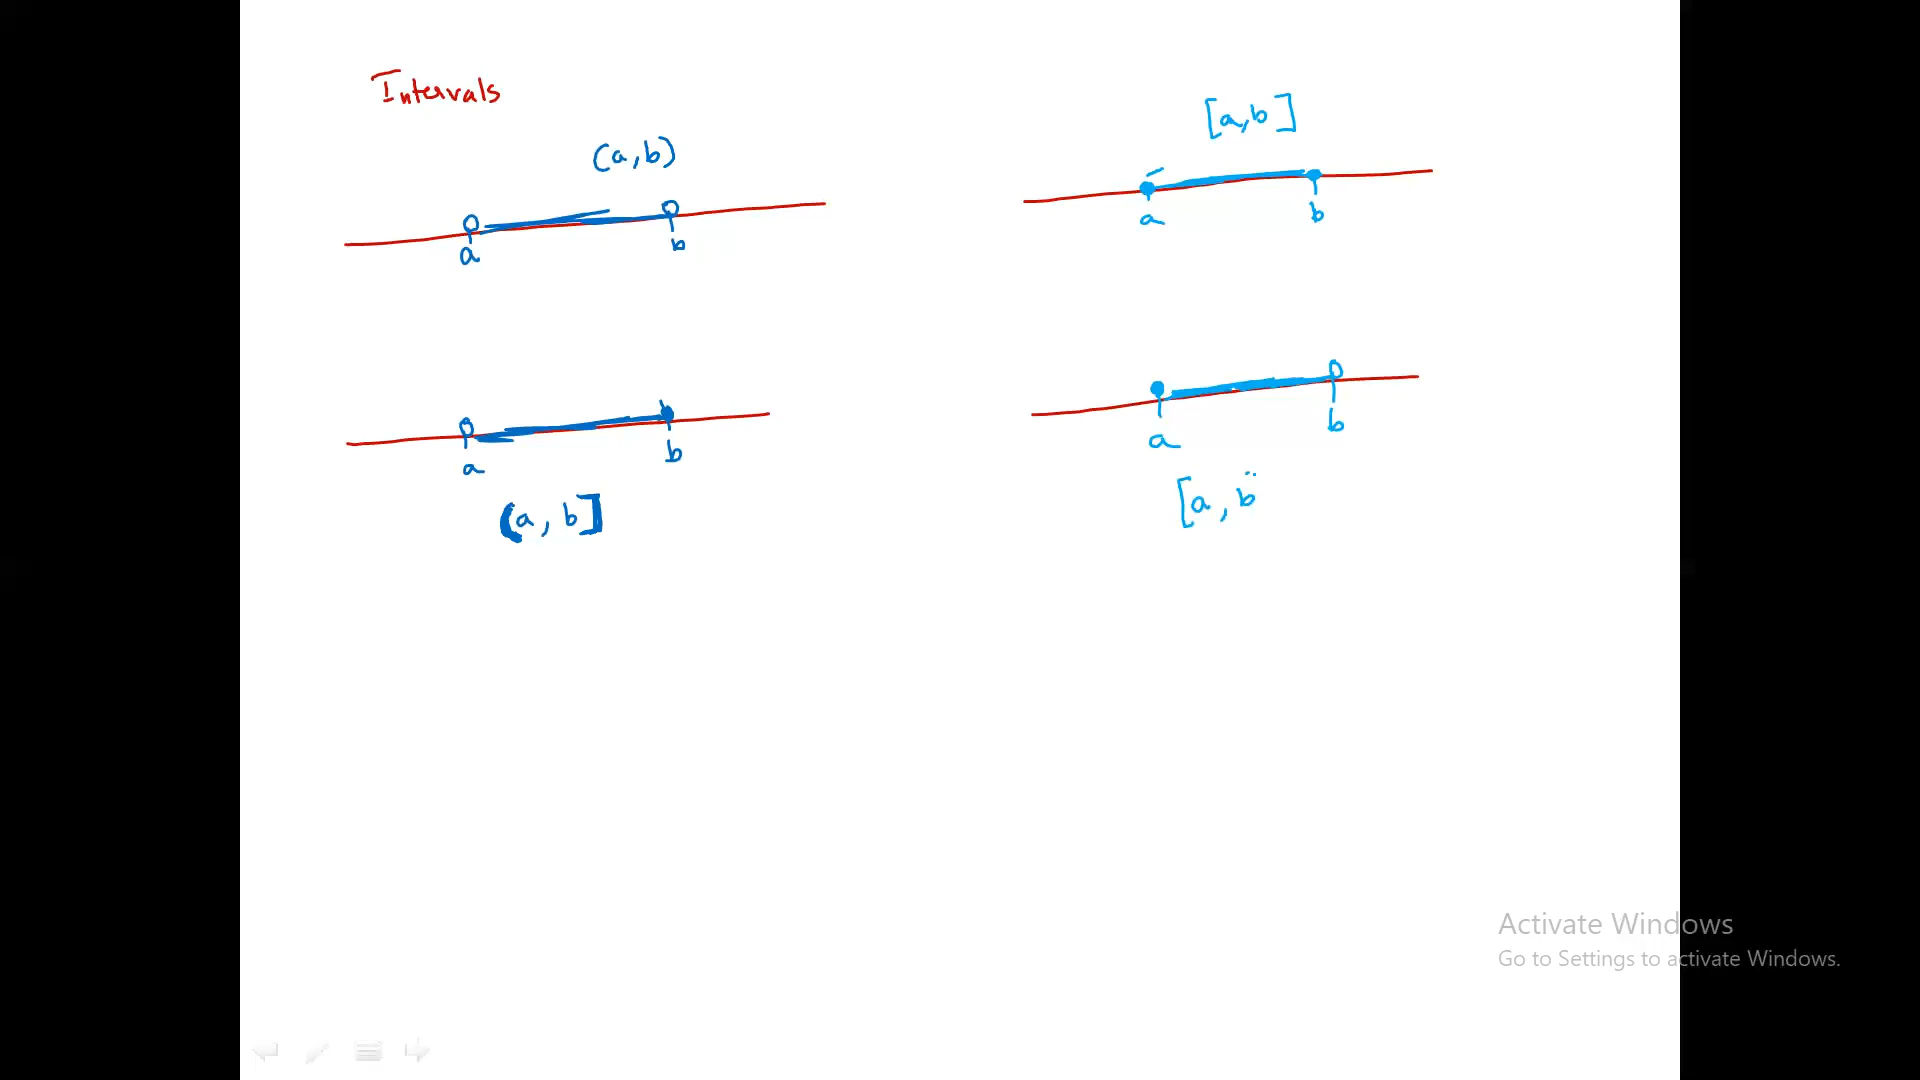 Intervals
(a,b)
a
b
[a,b]
a
b
a
b
(a, b]
a
b
[a, b
Activate Windows
Go to Settings to activate Windows.